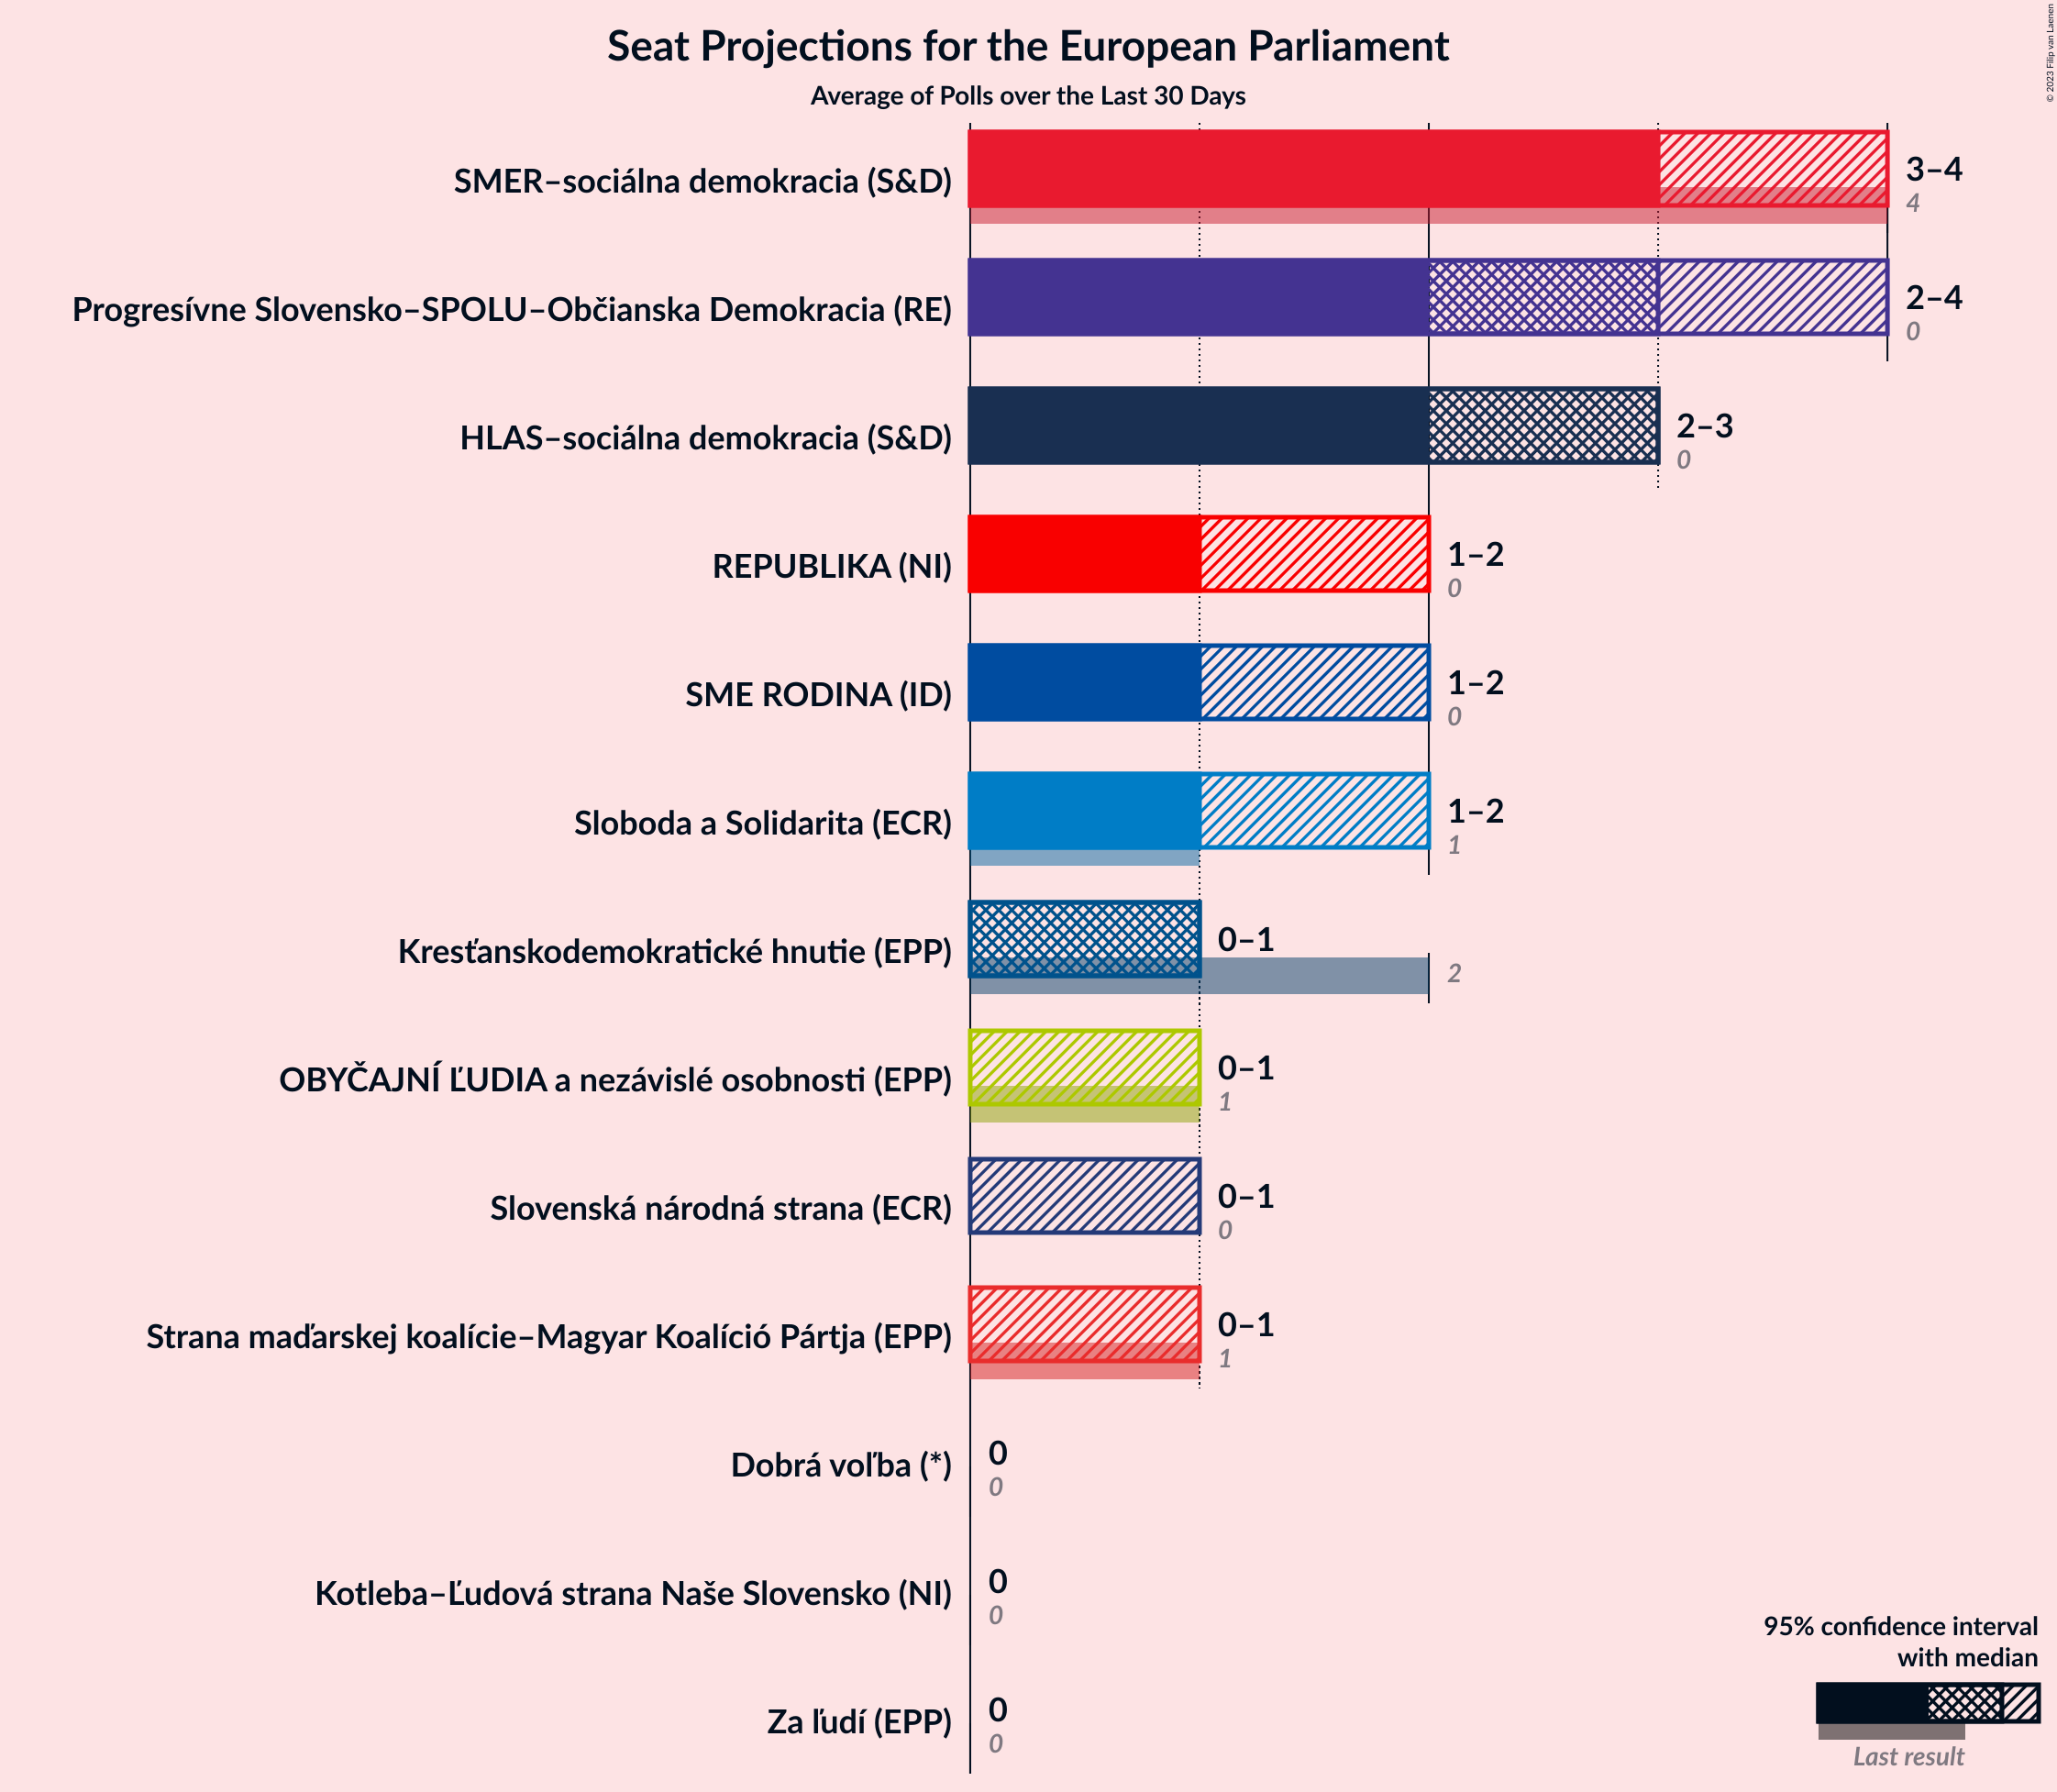 Seat Projections for the European Parliament
Average of Polls over the Last 30 Days
© 2023 Filip van Laenen
SMER–sociálna demokracia (S&D)
3–4
4
Progresívne Slovensko–SPOLU–Občianska Demokracia (RE)
2–4
0
HLAS–sociálna demokracia (S&D)
2–3
0
REPUBLIKA (NI)
1–2
0
SME RODINA (ID)
1–2
0
Sloboda a Solidarita (ECR)
1–2
1
Kresťanskodemokratické hnutie (EPP)
0–1
2
OBYČAJNÍ ĽUDIA a nezávislé osobnosti (EPP)
0–1
1
Slovenská národná strana (ECR)
0–1
0
Strana maďarskej koalície–Magyar Koalíció Pártja (EPP)
0–1
1
Dobrá voľba (*)
0
0
Kotleba–Ľudová strana Naše Slovensko (NI)
0
0
Za ľudí (EPP)
0
0
95% confidence interval
with median
Last result